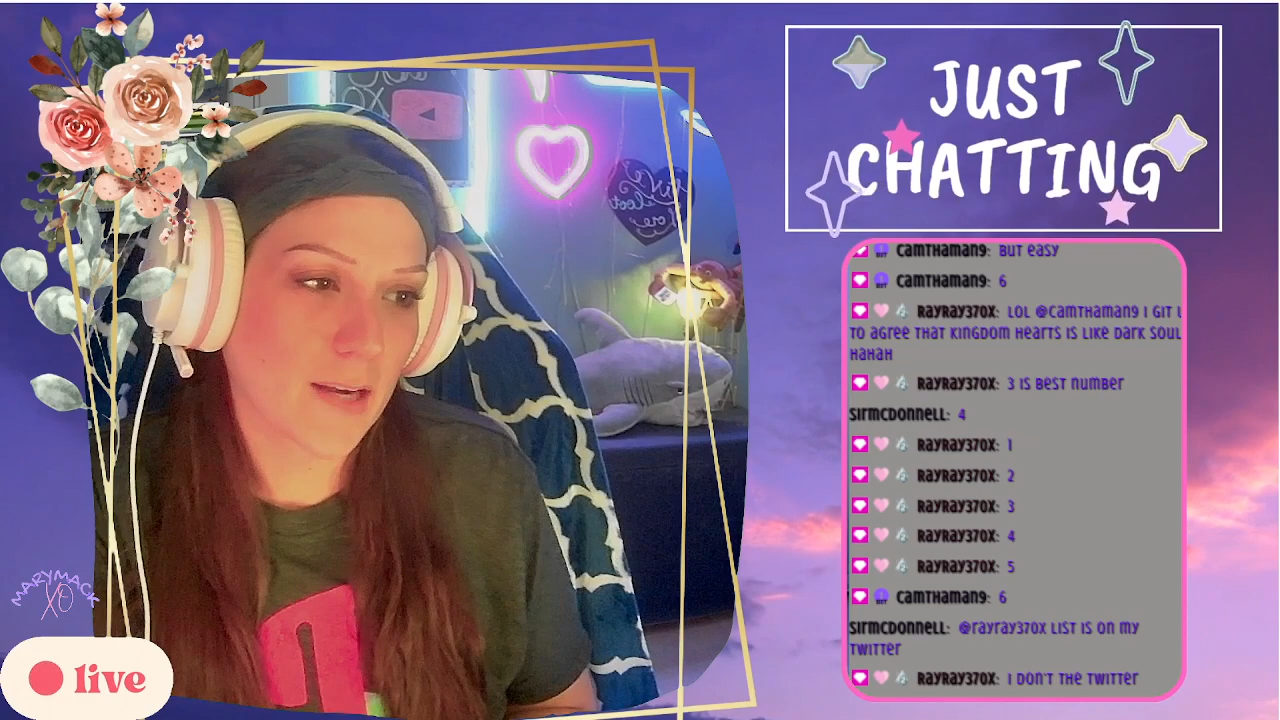 JUST
CHATTING
camthaman9: but easy
camthaman9: 6
rayray370x: lol @camthaman9 i git
to agree that kingdom hearts is like dark soul
hahah
rayray370x: 3 is best number
sirmcdonnell: 4
rayray370x: 1
rayray370x: 2
rayray370x: 3
rayray370x: 4
rayray370x: 5
camthaman9: 6
sirmcdonnell: @rayray370x list is on my
twitter
rayray370x: i don't the twitter
MARYMACK
XO
live